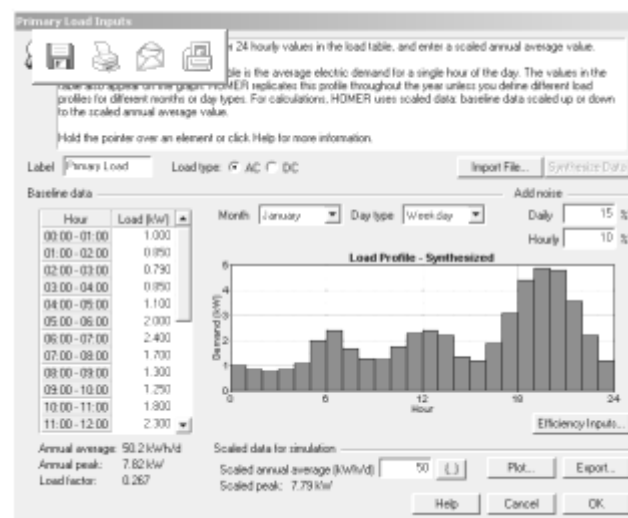 Primary Load Inputs
24 hourly values in the load table, and enter a scaled annual average value.
is the average electric demand for a single hour of the day. The values in the
table also appear on the graph. HOMER replicates this profile throughout the year unless you define different load
profiles for different months or day types. For calculations, HOMER uses scaled data: baseline data scaled up or down
to the scaled annual average value.
Hold the pointer over an element or click Help for more information.
Label Primary Load Load type: AC DC Import File... Synthesize Data
Baseline data Add noise
Hour Load (kW) Month January Day type Weekday Daily 15 %
Hourly 10 %
00:00 - 01:00 1.000
01:00 - 02:00 0.850
02:00 - 03:00 0.790
03:00 - 04:00 0.850
04:00 - 05:00 1.100
05:00 - 06:00 2.000
06:00 - 07:00 2.400
07:00 - 08:00 1.700
08:00 - 09:00 1.300
09:00 - 10:00 1.250
10:00 - 11:00 1.800
11:00 - 12:00 2.300
Load Profile - Synthesized
Demand (kW)
6
4
3
2
1
0
0 6 12 18 24
Hour
Efficiency Inputs...
Annual average: 50.2 kWh/d
Annual peak: 7.82 kW
Load factor: 0.267
Scaled data for simulation
Scaled annual average (kWh/d) 50 {..} Plot... Export...
Scaled peak: 7.79 kW
Help Cancel OK